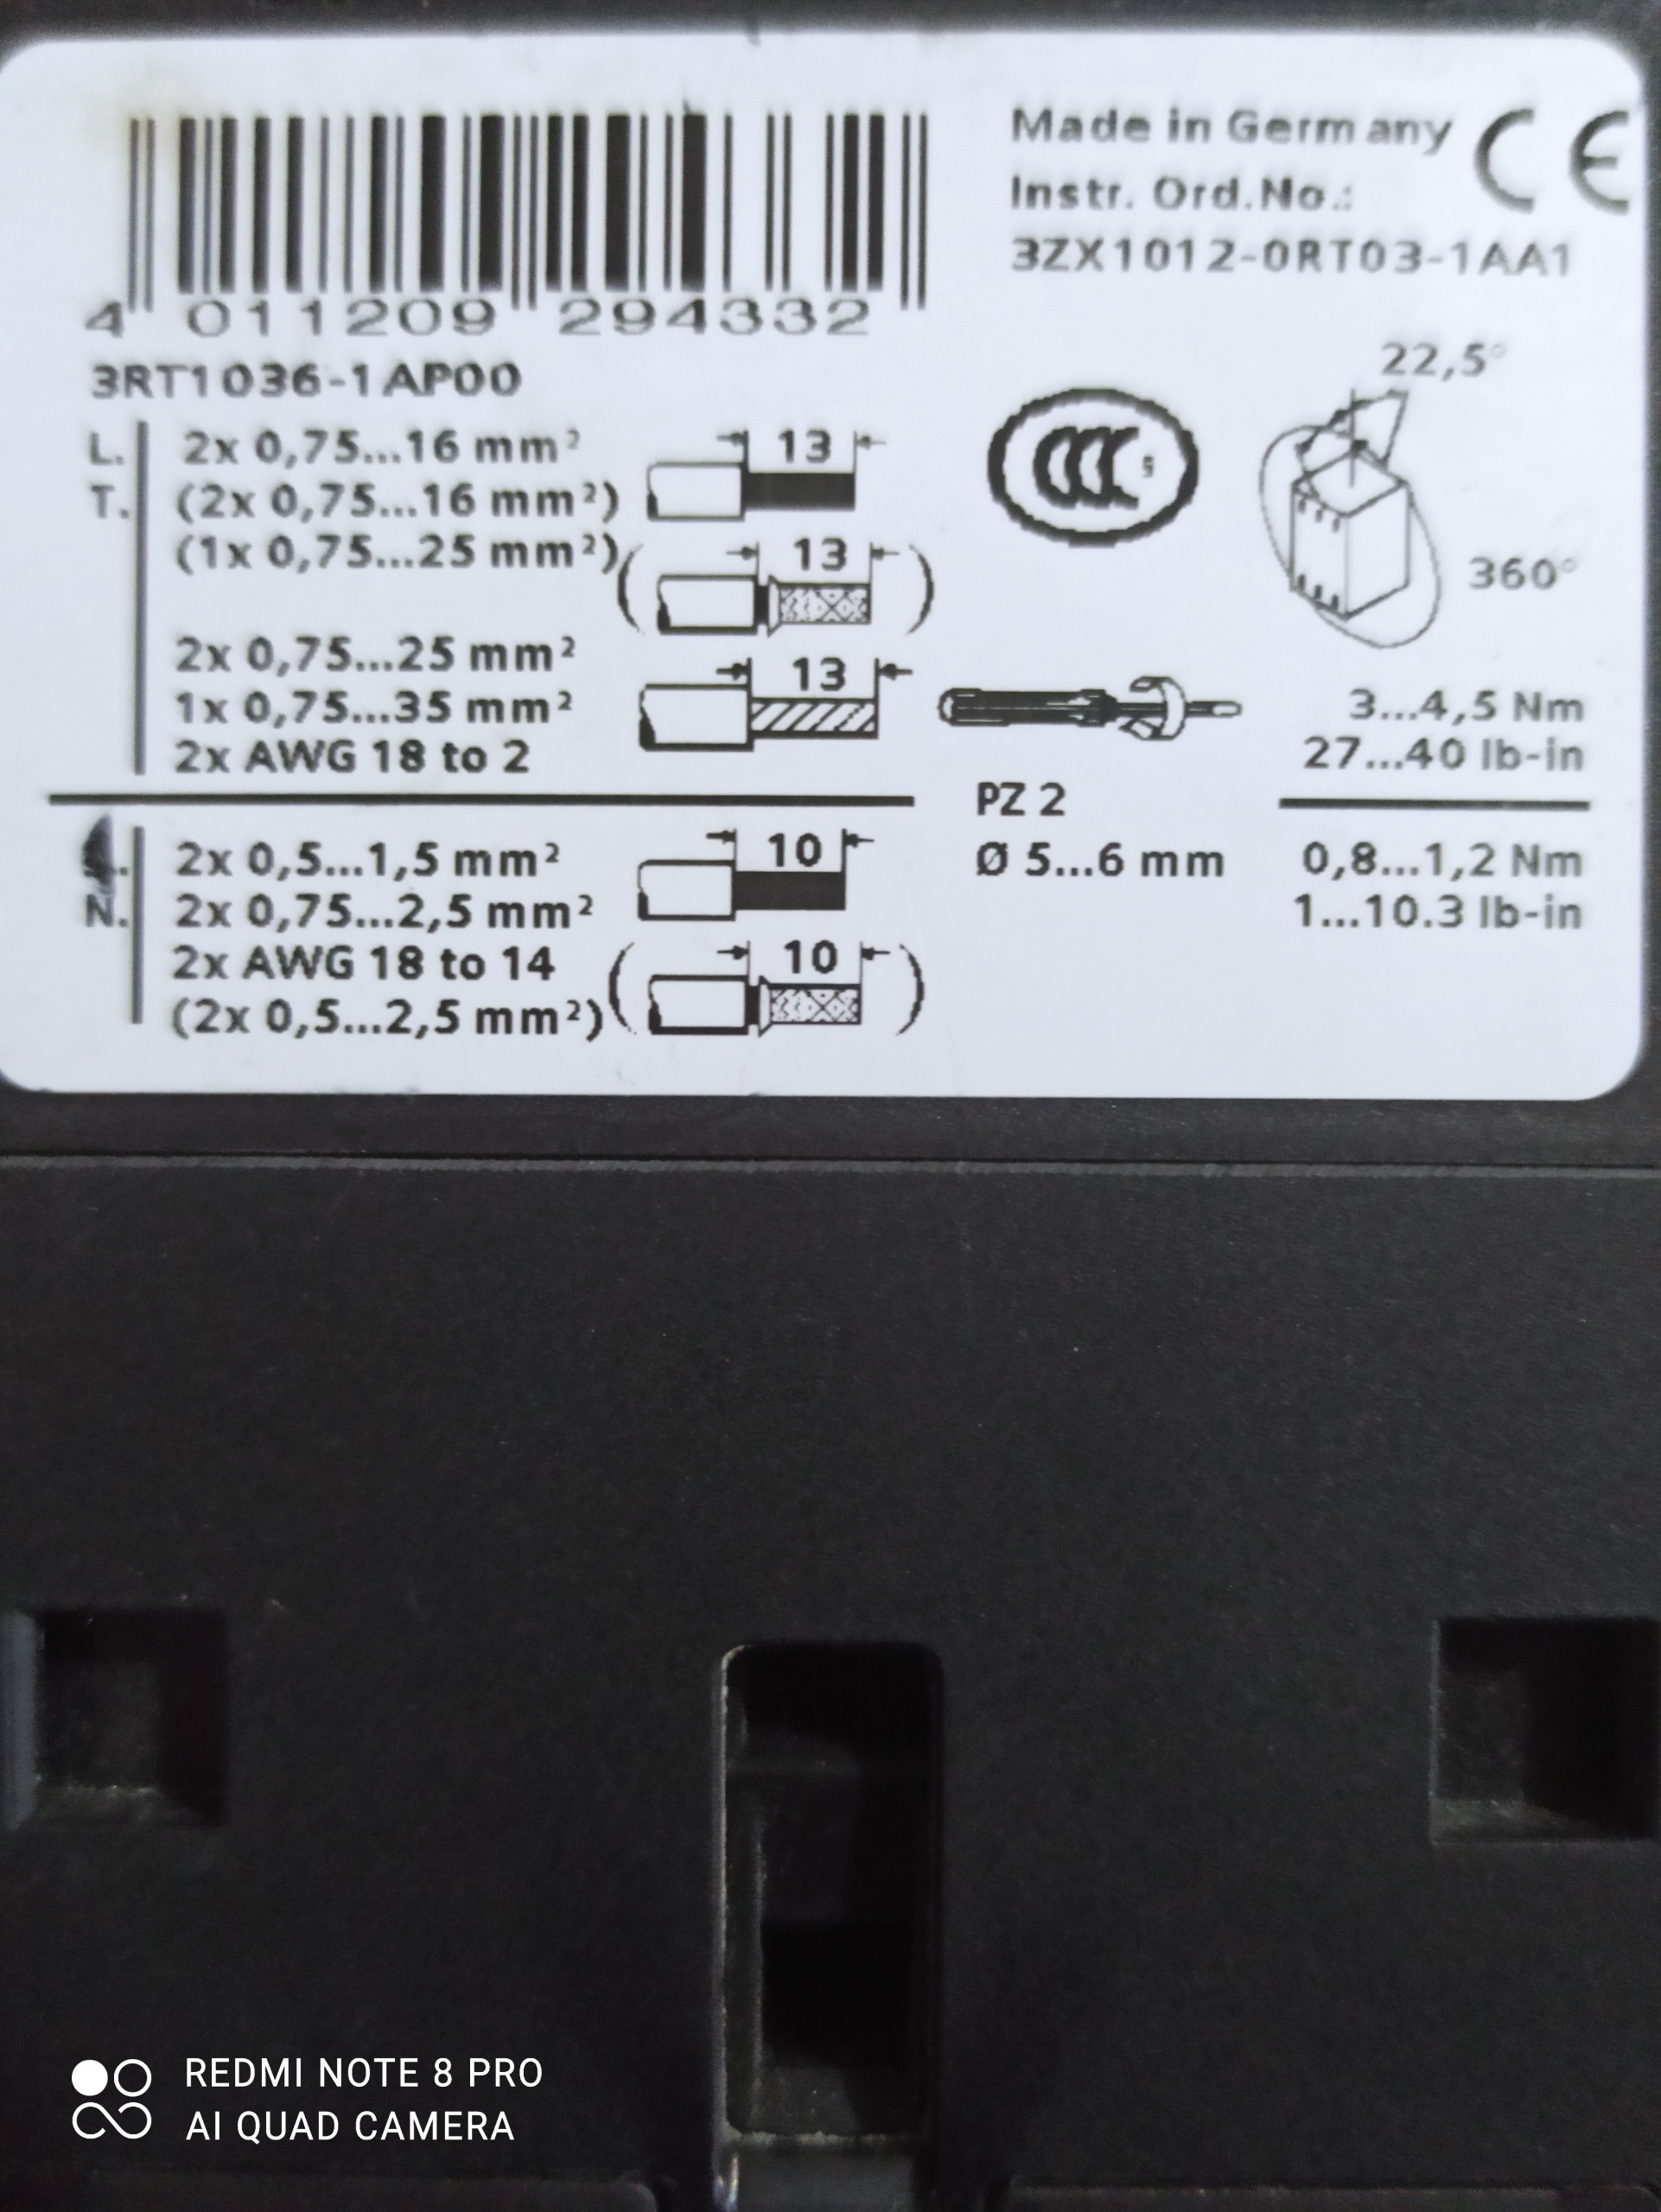 4 011209 294332
3RT1036-1AP00
Made in Germany
Instr. Ord.No.:
3ZX1012-0RT03-1AA1
CE
L.
T.
2x 0,75...16 mm²
(2x 0,75...16 mm²)
(1x 0,75...25 mm²)
2x 0,75...25 mm²
1x 0,75...35 mm²
2x AWG 18 to 2
13
13
13
CCC
22,5°
360°
3...4,5 Nm
27...40 lb-in
N.
2x 0,5...1,5 mm²
2x 0,75...2,5 mm²
2x AWG 18 to 14
(2x 0,5...2,5 mm²)
10
10
PZ 2
Ø 5...6 mm
0,8...1,2 Nm
1...10.3 lb-in
REDMI NOTE 8 PRO
AI QUAD CAMERA